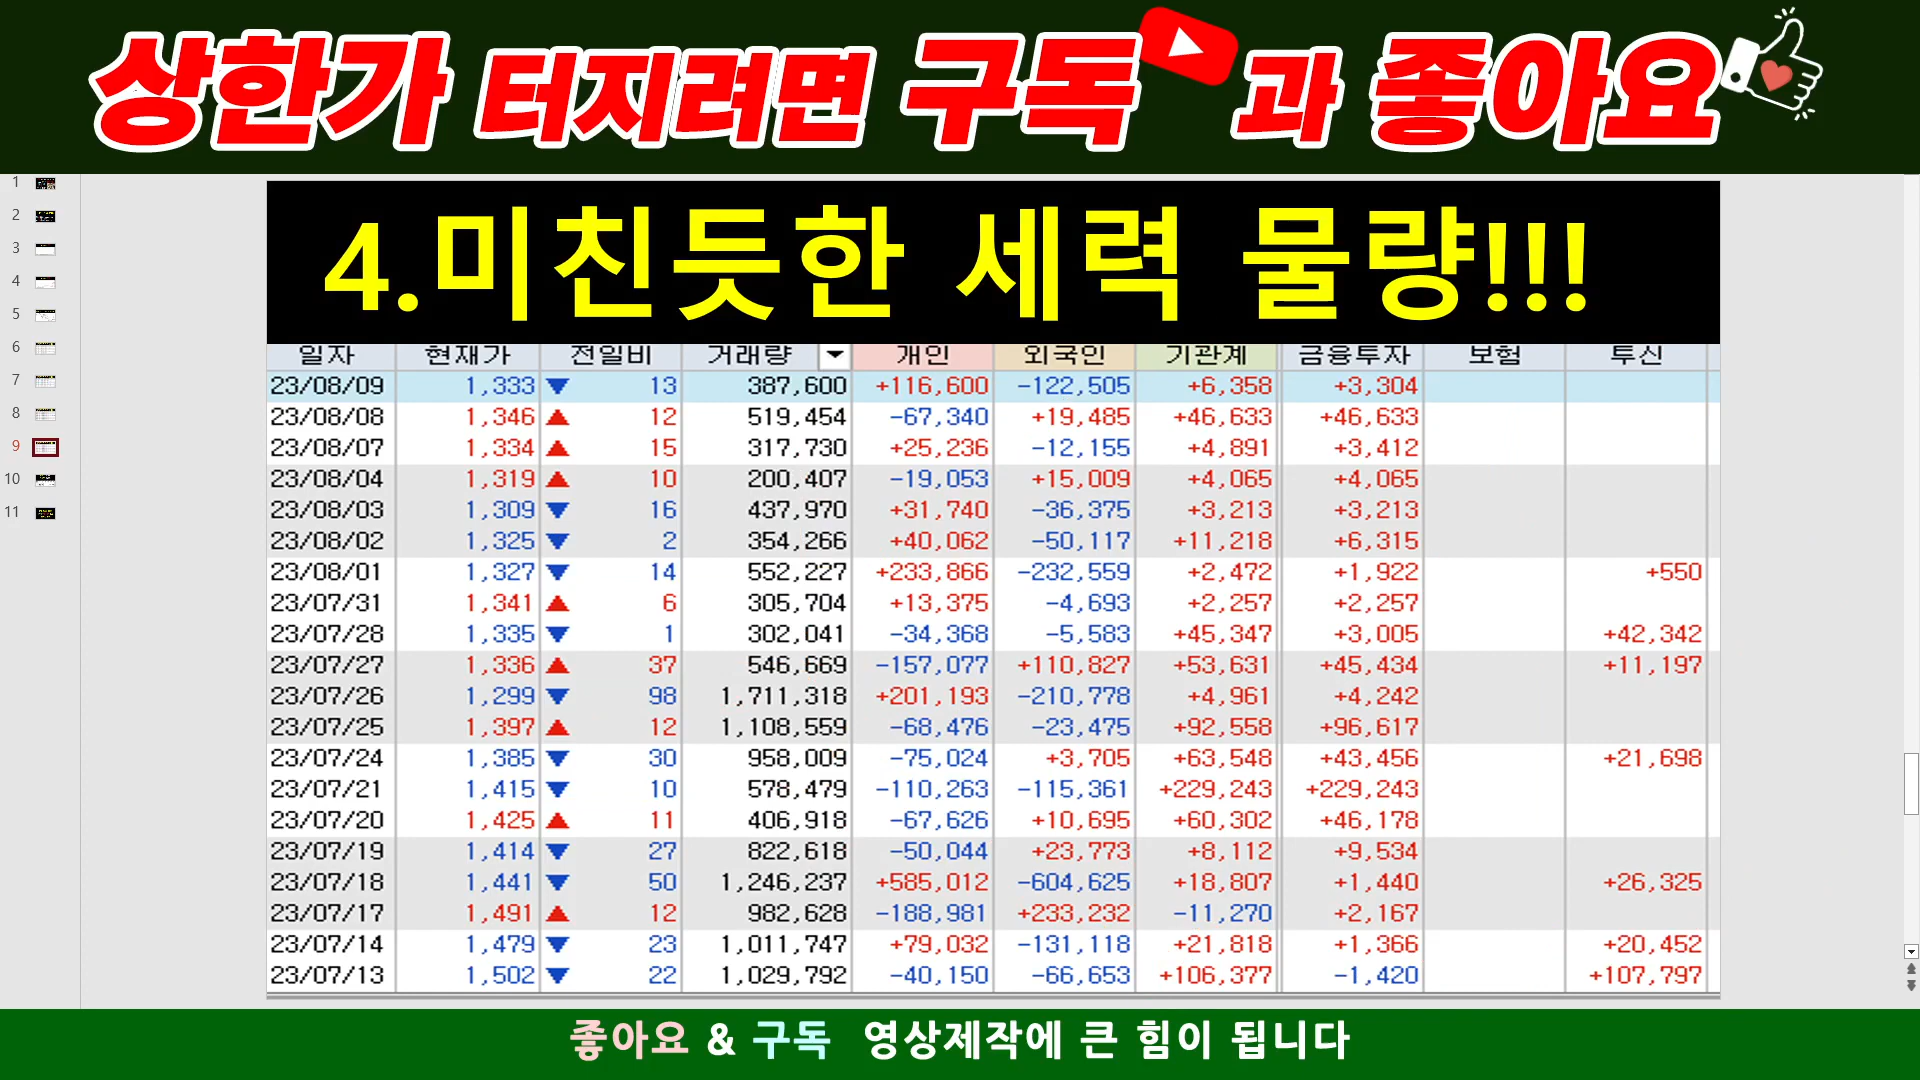 상한가 터지려면 구독 과 좋아요
1
2
3
4
5
6
7
8
9
10
11
4.미친듯한 세력 물량!!!
일자 현재가 전일비 거래량 개인 외국인 기관계 금융투자 보험 투신
23/08/09 1,333 ▼ 13 387,600 +116,600 -122,505 +6,358 +3,304
23/08/08 1,346 ▲ 12 519,454 -67,340 +19,485 +46,633 +46,633
23/08/07 1,334 ▲ 15 317,730 +25,236 -12,155 +4,891 +3,412
23/08/04 1,319 ▲ 10 200,407 -19,053 +15,009 +4,065 +4,065
23/08/03 1,309 ▼ 16 437,970 +31,740 -36,375 +3,213 +3,213
23/08/02 1,325 ▼ 2 354,266 +40,062 -50,117 +11,218 +6,315
23/08/01 1,327 ▼ 14 552,227 +233,866 -232,559 +2,472 +1,922 +550
23/07/31 1,341 ▲ 6 305,704 +13,375 -4,693 +2,257 +2,257
23/07/28 1,335 ▼ 1 302,041 -34,368 -5,583 +45,347 +3,005 +42,342
23/07/27 1,336 ▲ 37 546,669 -157,077 +110,827 +53,631 +45,434 +11,197
23/07/26 1,299 ▼ 98 1,711,318 +201,193 -210,778 +4,961 +4,242
23/07/25 1,397 ▲ 12 1,108,559 -68,476 -23,475 +92,558 +96,617
23/07/24 1,385 ▼ 30 958,009 -75,024 +3,705 +63,548 +43,456 +21,698
23/07/21 1,415 ▼ 10 578,479 -110,263 -115,361 +229,243 +229,243
23/07/20 1,425 ▲ 11 406,918 -67,626 +10,695 +60,302 +46,178
23/07/19 1,414 ▼ 27 822,618 -50,044 +23,773 +8,112 +9,534
23/07/18 1,441 ▼ 50 1,246,237 +585,012 -604,625 +18,807 +1,440 +26,325
23/07/17 1,491 ▲ 12 982,628 -188,981 +233,232 -11,270 +2,167
23/07/14 1,479 ▼ 23 1,011,747 +79,032 -131,118 +21,818 +1,366 +20,452
23/07/13 1,502 ▼ 22 1,029,792 -40,150 -66,653 +106,377 -1,420 +107,797
좋아요 & 구독 영상제작에 큰 힘이 됩니다